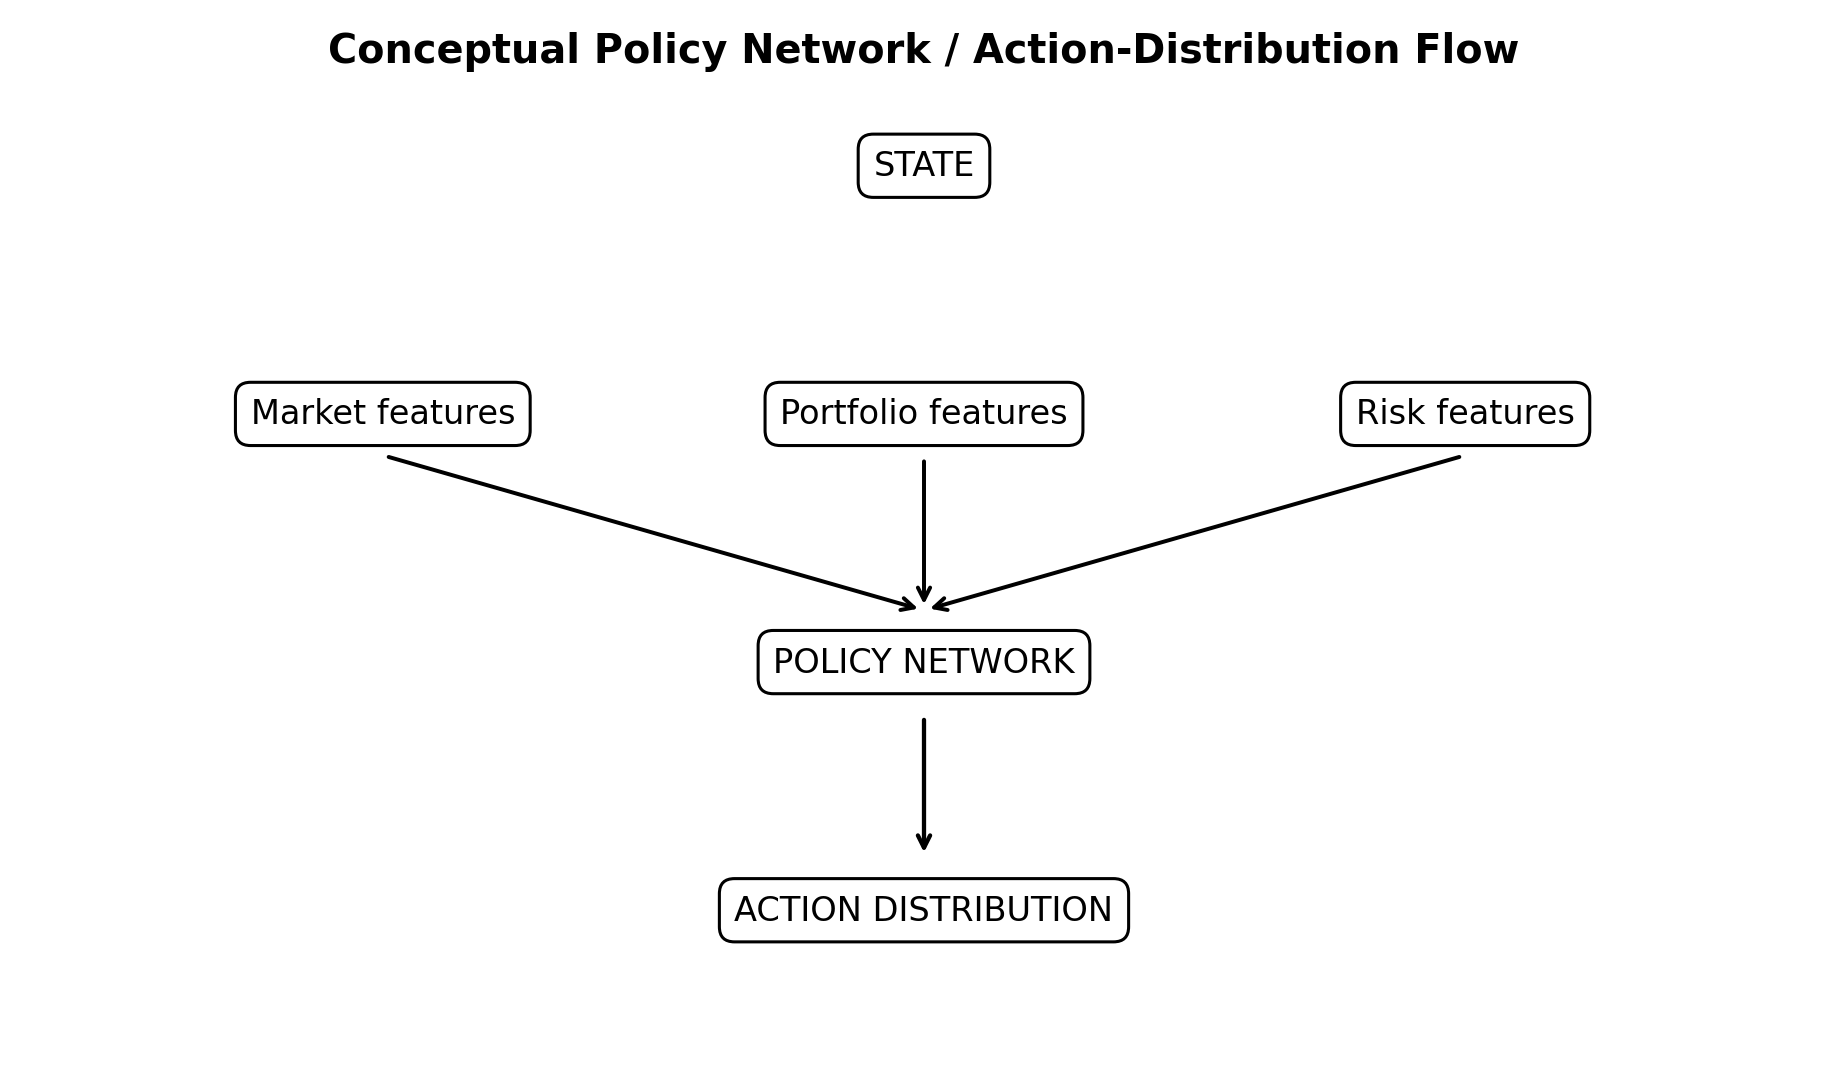 Conceptual Policy Network / Action-Distribution Flow
STATE
Market features
Portfolio features
Risk features
POLICY NETWORK
ACTION DISTRIBUTION